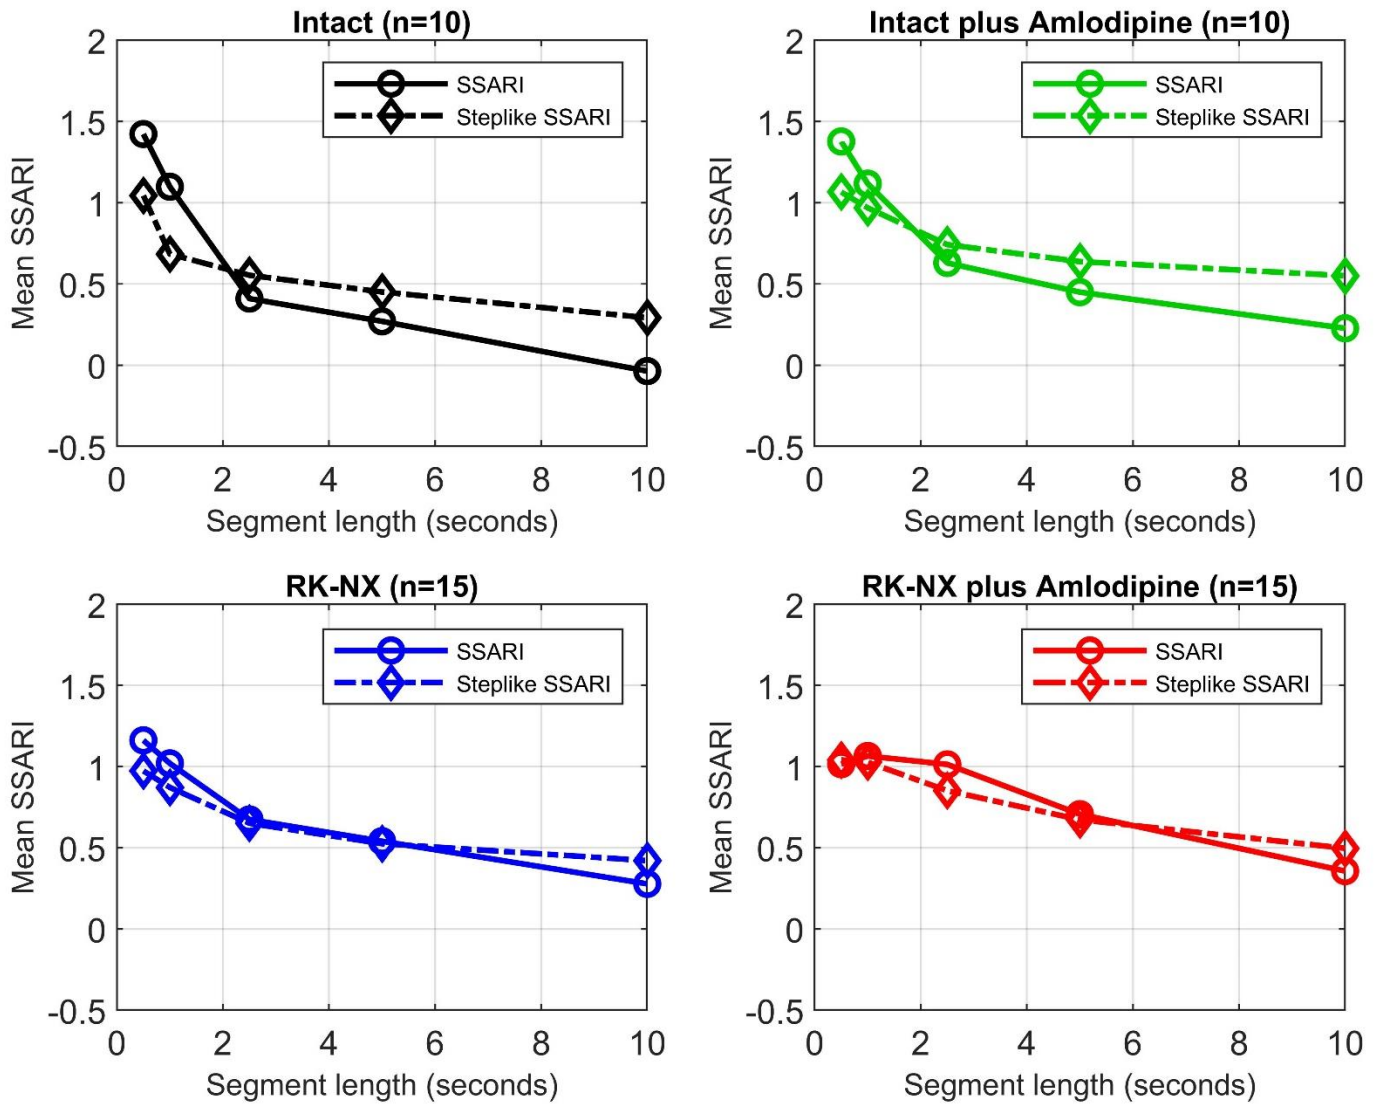 Intact (n=10)
2
1.5
1
0.5
0
-0.5
Mean SSARI
SSARI
Steplike SSARI
0 2 4 6 8 10
Segment length (seconds)
Intact plus Amlodipine (n=10)
2
1.5
1
0.5
0
-0.5
Mean SSARI
SSARI
Steplike SSARI
0 2 4 6 8 10
Segment length (seconds)
RK-NX (n=15)
2
1.5
1
0.5
0
-0.5
Mean SSARI
SSARI
Steplike SSARI
0 2 4 6 8 10
Segment length (seconds)
RK-NX plus Amlodipine (n=15)
2
1.5
1
0.5
0
-0.5
Mean SSARI
SSARI
Steplike SSARI
0 2 4 6 8 10
Segment length (seconds)